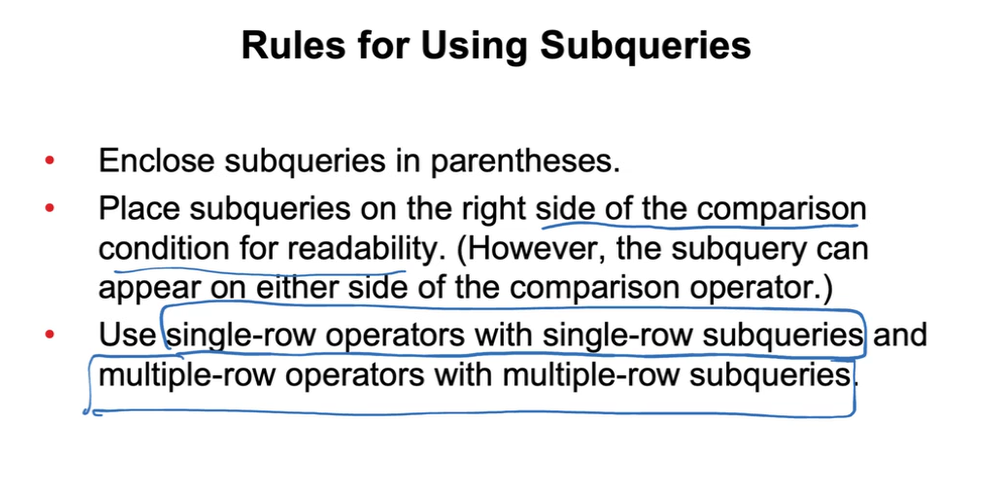 Rules for Using Subqueries
• Enclose subqueries in parentheses.
• Place subqueries on the right side of the comparison
condition for readability. (However, the subquery can
appear on either side of the comparison operator.)
• Use single-row operators with single-row subqueries and
multiple-row operators with multiple-row subqueries.